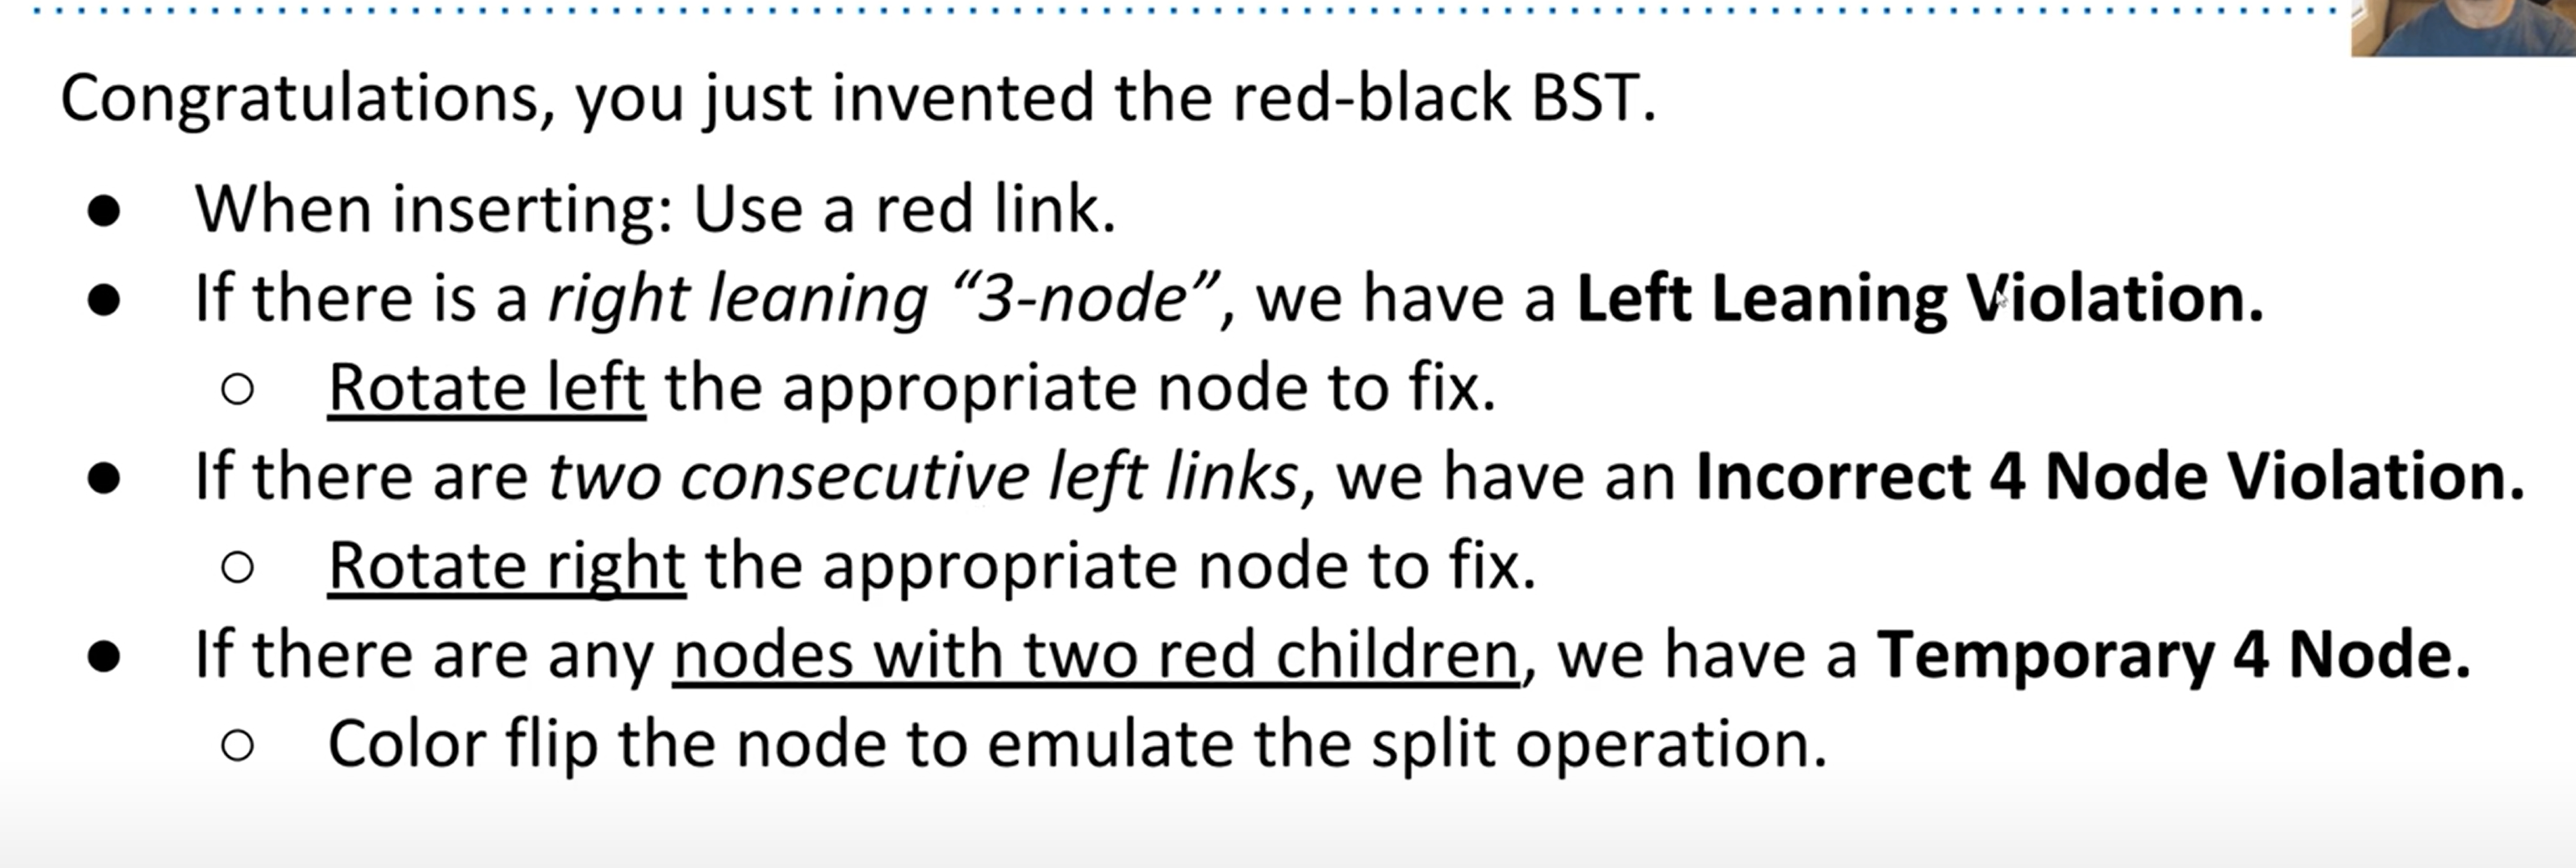 Congratulations, you just invented the red-black BST.
● When inserting: Use a red link.
● If there is a right leaning “3-node”, we have a Left Leaning Violation.
○ Rotate left the appropriate node to fix.
● If there are two consecutive left links, we have an Incorrect 4 Node Violation.
○ Rotate right the appropriate node to fix.
● If there are any nodes with two red children, we have a Temporary 4 Node.
○ Color flip the node to emulate the split operation.